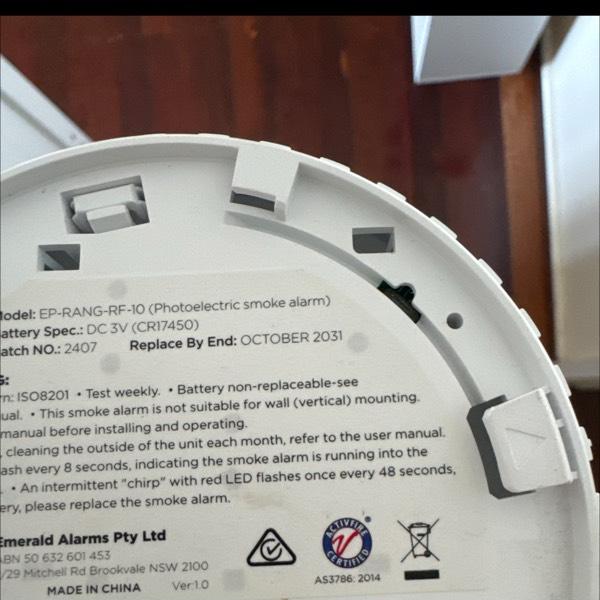 Model: EP-RANG-RF-10 (Photoelectric smoke alarm)
Battery Spec.: DC 3V (CR17450)
Batch NO.: 2407 Replace By End: OCTOBER 2031
G:
rn: ISO8201 • Test weekly. • Battery non-replaceable-see
ual. • This smoke alarm is not suitable for wall (vertical) mounting.
manual before installing and operating.
, cleaning the outside of the unit each month, refer to the user manual.
ash every 8 seconds, indicating the smoke alarm is running into the
. • An intermittent "chirp" with red LED flashes once every 48 seconds,
ery, please replace the smoke alarm.
Emerald Alarms Pty Ltd
ABN 50 632 601 453
/29 Mitchell Rd Brookvale NSW 2100
MADE IN CHINA Ver:1.0
ACTIVFIRE
CERTIFIED
®
AS3786: 2014